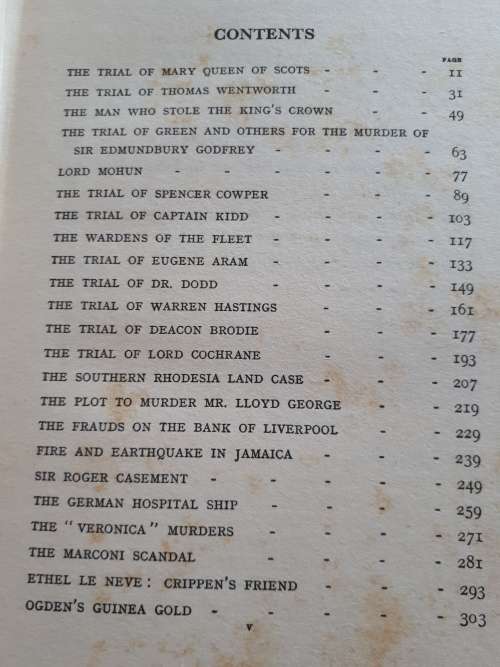 CONTENTS
PAGE
THE TRIAL OF MARY QUEEN OF SCOTS - - - 11
THE TRIAL OF THOMAS WENTWORTH - - - 31
THE MAN WHO STOLE THE KING'S CROWN - - 49
THE TRIAL OF GREEN AND OTHERS FOR THE MURDER OF
SIR EDMUNDBURY GODFREY - - - - 63
LORD MOHUN - - - - - - 77
THE TRIAL OF SPENCER COWPER - - - 89
THE TRIAL OF CAPTAIN KIDD - - - - 103
THE WARDENS OF THE FLEET - - - - 117
THE TRIAL OF EUGENE ARAM - - - - 133
THE TRIAL OF DR. DODD - - - - 149
THE TRIAL OF WARREN HASTINGS - - - 161
THE TRIAL OF DEACON BRODIE - - - 177
THE TRIAL OF LORD COCHRANE - - - 193
THE SOUTHERN RHODESIA LAND CASE - - - 207
THE PLOT TO MURDER MR. LLOYD GEORGE - - 219
THE FRAUDS ON THE BANK OF LIVERPOOL - - 229
FIRE AND EARTHQUAKE IN JAMAICA - - - 239
SIR ROGER CASEMENT - - - - - 249
THE GERMAN HOSPITAL SHIP - - - - 259
THE "VERONICA" MURDERS - - - - 271
THE MARCONI SCANDAL - - - - 281
ETHEL LE NEVE: CRIPPEN'S FRIEND - - - 293
OGDEN'S GUINEA GOLD - - - - - 303
v